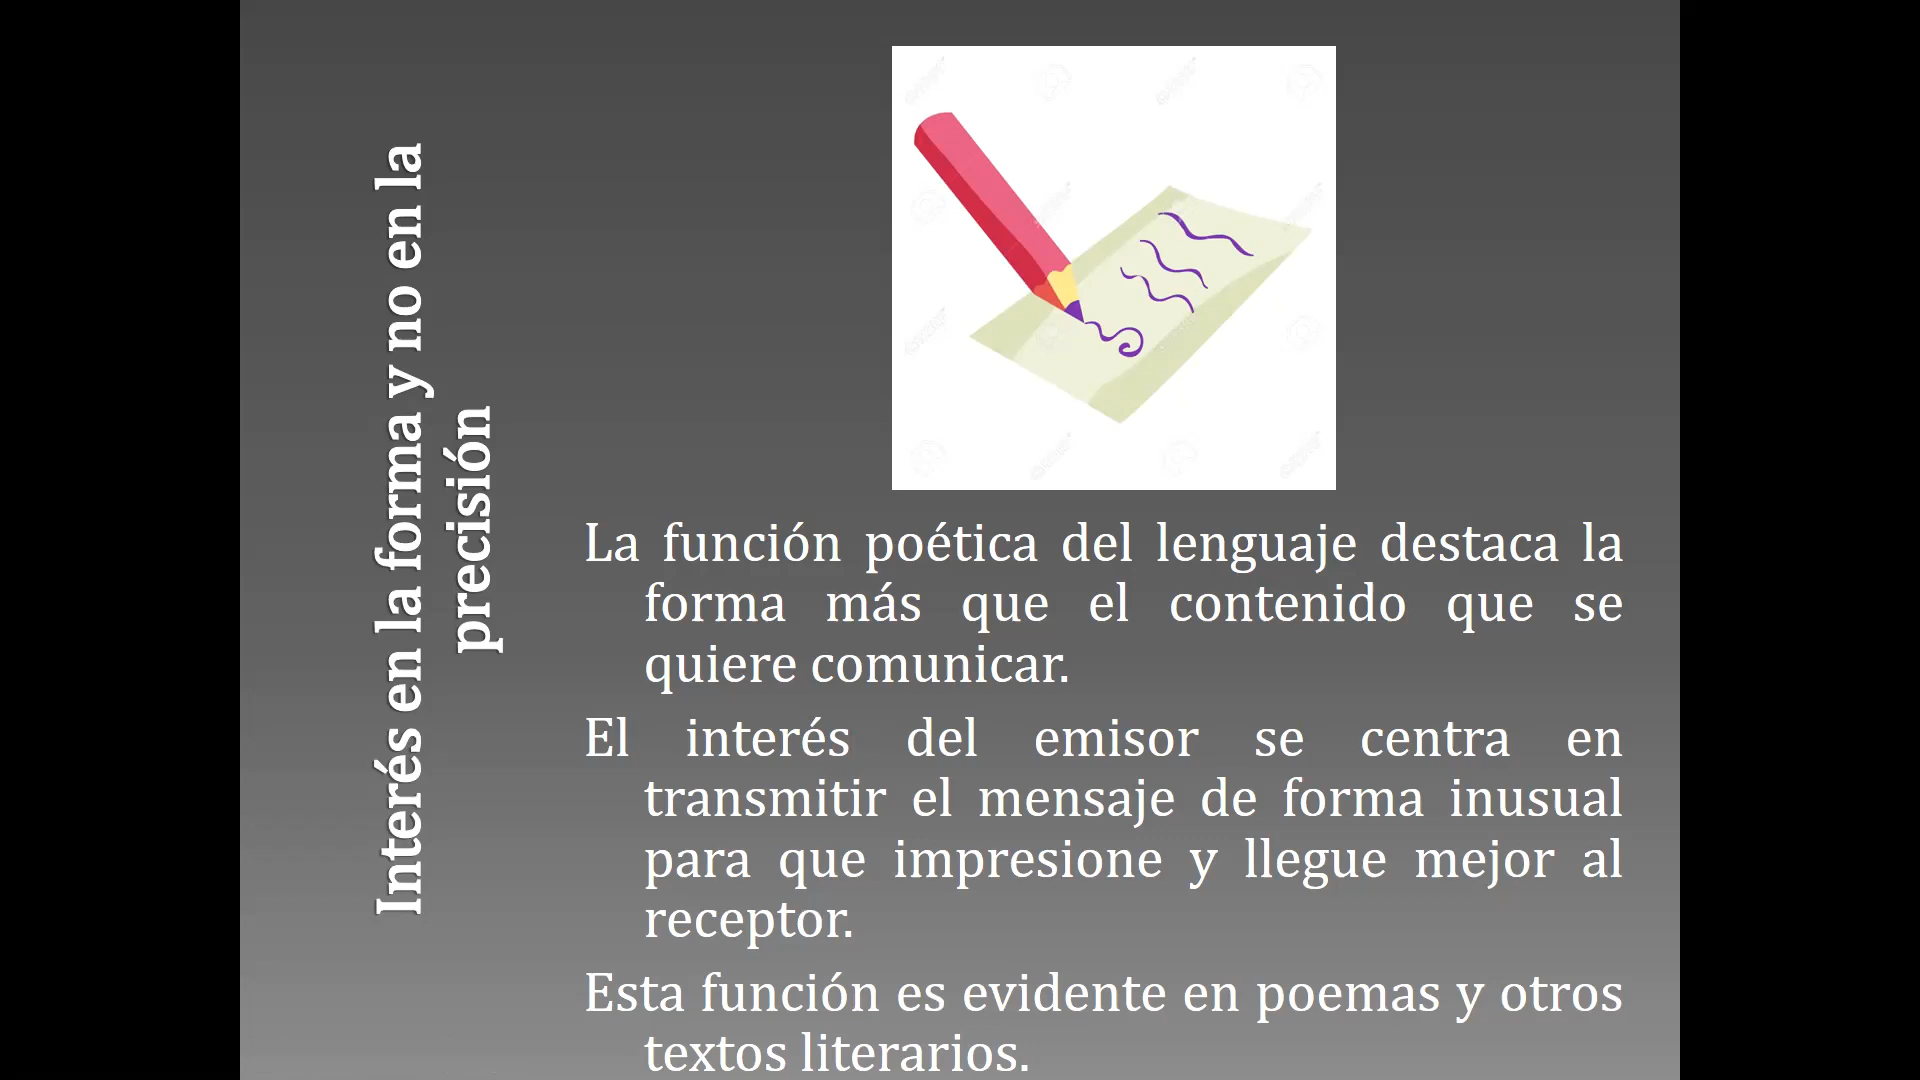 Interés en la forma y no en la
precisión
La función poética del lenguaje destaca la
forma más que el contenido que se
quiere comunicar.
El interés del emisor se centra en
transmitir el mensaje de forma inusual
para que impresione y llegue mejor al
receptor.
Esta función es evidente en poemas y otros
textos literarios.